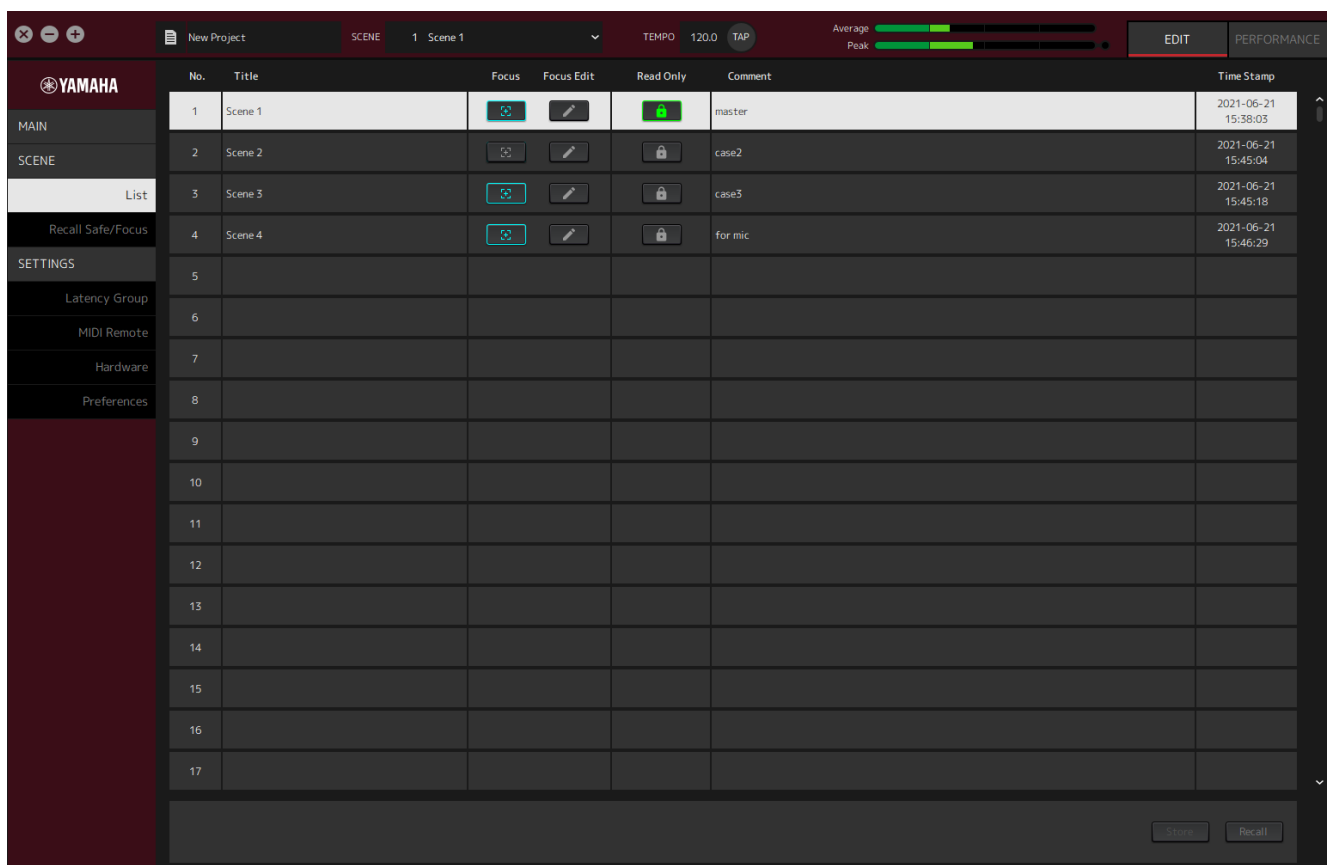 New Project SCENE 1 Scene 1 TEMPO 120.0 TAP Average EDIT PERFORMANCE
Peak
YAMAHA
MAIN
SCENE
List
Recall Safe/Focus
SETTINGS
Latency Group
MIDI Remote
Hardware
Preferences
No. Title Focus Focus Edit Read Only Comment Time Stamp
1 Scene 1 master 2021-06-21
15:38:03
2 Scene 2 case2 2021-06-21
15:45:04
3 Scene 3 case3 2021-06-21
15:45:18
4 Scene 4 for mic 2021-06-21
15:46:29
5
6
7
8
9
10
11
12
13
14
15
16
17
Store Recall